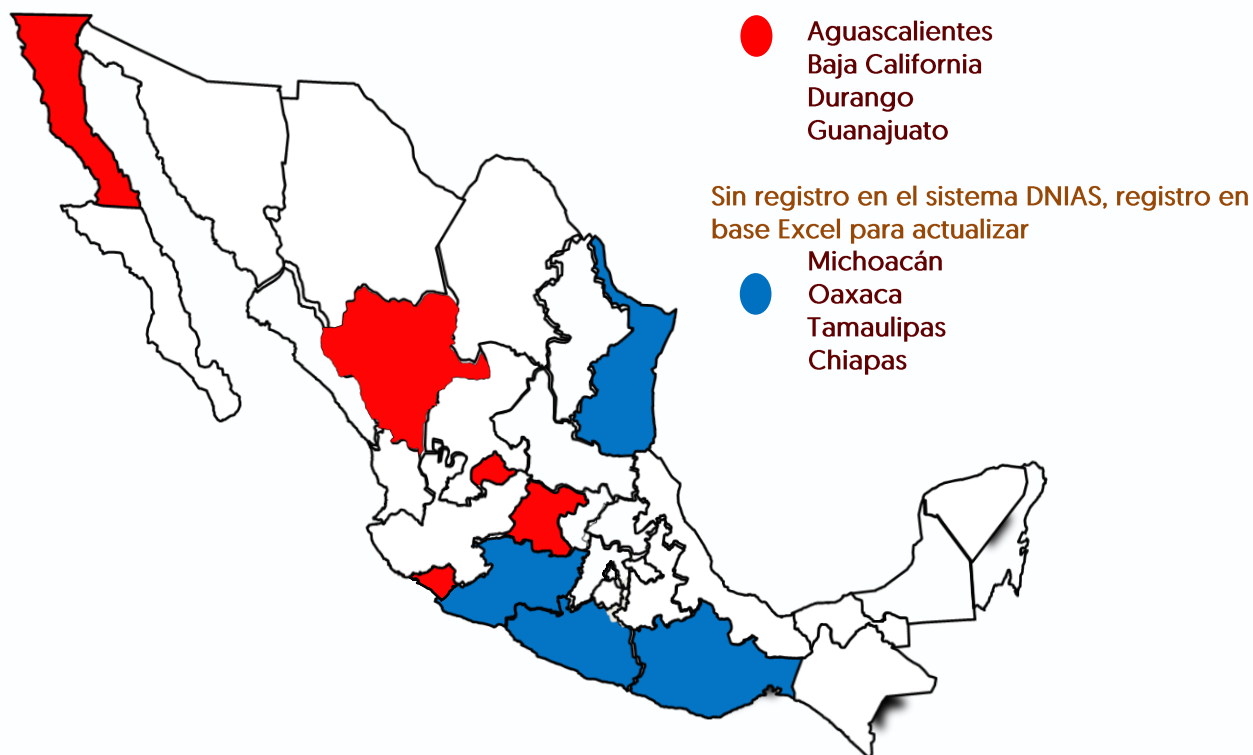 Aguascalientes
Baja California
Durango
Guanajuato
Sin registro en el sistema DNIAS, registro en
base Excel para actualizar
Michoacán
Oaxaca
Tamaulipas
Chiapas